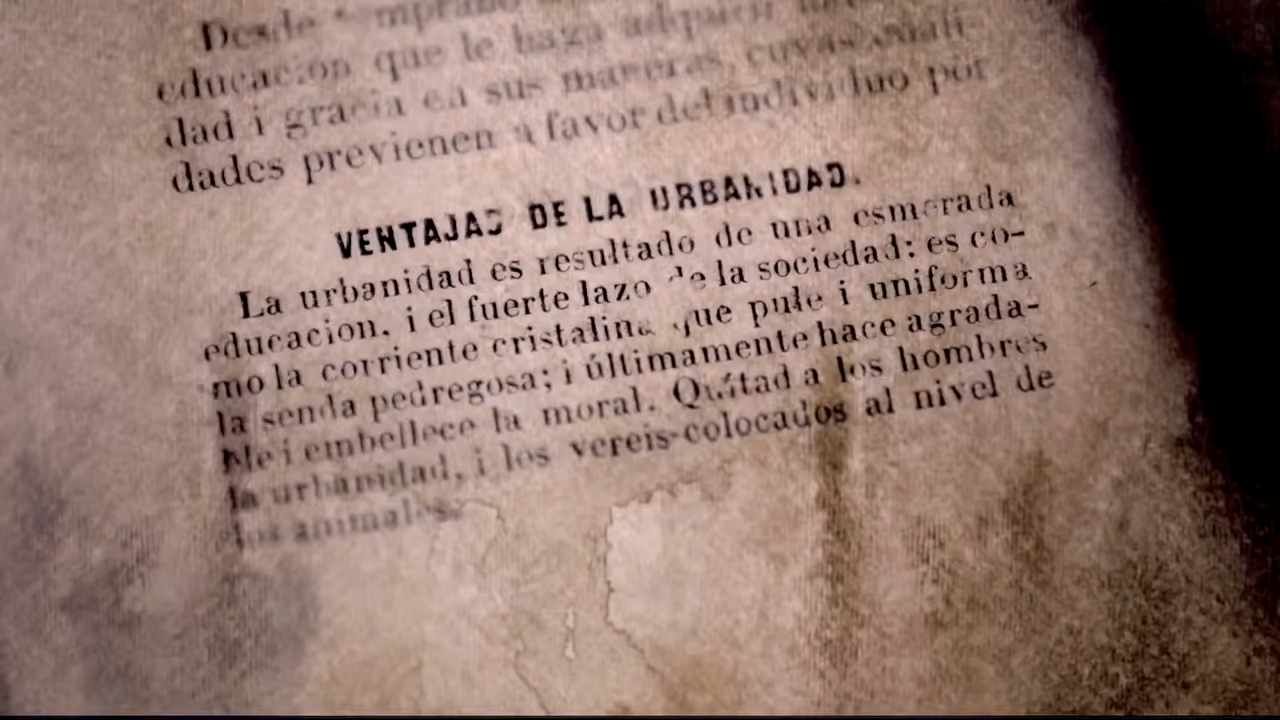 Desde temprano
educacion que le haga adquirir
dad i gracia en sus maneras, cuyas cuali-
dades previenen a favor del individuo por
VENTAJAS DE LA URBANIDAD.
La urbanidad es resultado de una esmerada
educacion, i el fuerte lazo de la sociedad: es co-
mo la corriente cristalina que pule i uniforma
la senda pedregosa; i últimamente hace agrada-
ble i embellece la moral. Quitad a los hombres
la urbanidad, i los vereis colocados al nivel de
los animales.